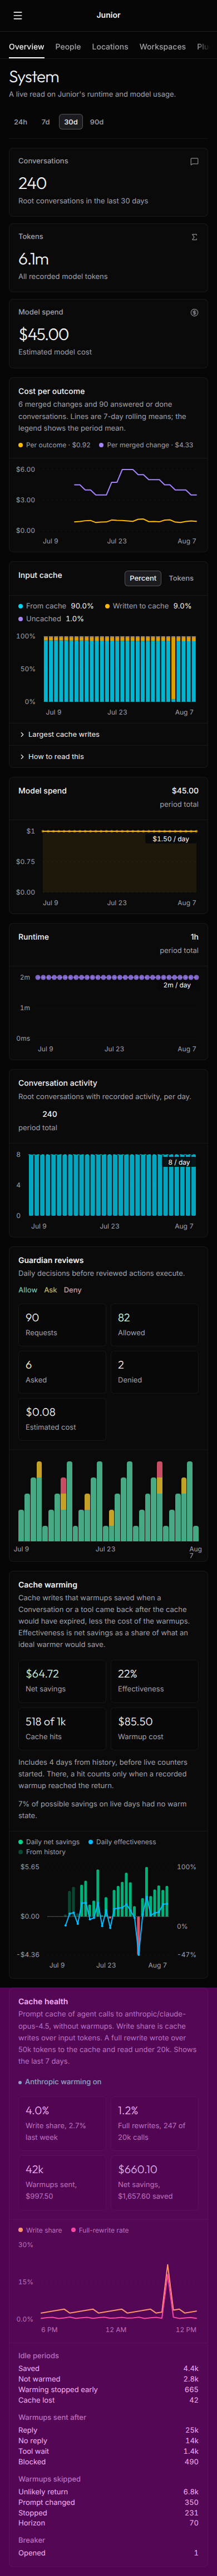 Junior
Overview People Locations Workspaces Plu
System
A live read on Junior's runtime and model usage.
24h 7d 30d 90d
Conversations
240
Root conversations in the last 30 days
Tokens
6.1m
All recorded model tokens
Model spend
$45.00
Estimated model cost
Cost per outcome
6 merged changes and 90 answered or done
conversations. Lines are 7-day rolling means; the
legend shows the period mean.
Per outcome · $0.92 Per merged change · $4.33
$6.00
$3.00
$0.00
Jul 9 Jul 23 Aug 7
Input cache
Percent Tokens
From cache 90.0% Written to cache 9.0%
Uncached 1.0%
100%
50%
0%
Jul 9 Jul 23 Aug 7
Largest cache writes
How to read this
Model spend $45.00
period total
$1
$1.50 / day
$0.75
$0.00
Jul 9 Jul 23 Aug 7
Runtime 1h
period total
2m
2m / day
1m
0ms
Jul 9 Jul 23 Aug 7
Conversation activity
Root conversations with recorded activity, per day.
240
period total
8
8 / day
4
0
Jul 9 Jul 23 Aug 7
Guardian reviews
Daily decisions before reviewed actions execute.
Allow Ask Deny
90 82
Requests Allowed
6 2
Asked Denied
$0.08
Estimated cost
Jul 9 Jul 23 Aug
7
Cache warming
Cache writes that warmups saved when a
Conversation or a tool came back after the cache
would have expired, less the cost of the warmups.
Effectiveness is net savings as a share of what an
ideal warmer would save.
$64.72 22%
Net savings Effectiveness
518 of 1k $85.50
Cache hits Warmup cost
Includes 4 days from history, before live counters
started. There, a hit counts only when a recorded
warmup reached the return.
7% of possible savings on live days had no warm
state.
Daily net savings Daily effectiveness
From history
$5.65 100%
$0.00 0%
-$4.36 -47%
Jul 9 Jul 23 Aug 7
Cache health
Prompt cache of agent calls to anthropic/claude-
opus-4.5, without warmups. Write share is cache
writes over input tokens. A full rewrite wrote over
50k tokens to the cache and read under 20k. Shows
the last 7 days.
Anthropic warming on
4.0% 1.2%
Write share, 2.7% Full rewrites, 247 of
last week 20k calls
42k $660.10
Warmups sent, Net savings,
$997.50 $1,657.60 saved
Write share Full-rewrite rate
30%
15%
0.0%
6 PM 12 AM 12 PM
Idle periods
Saved 4.4k
Not warmed 2.8k
Warming stopped early 665
Cache lost 42
Warmups sent after
Reply 25k
No reply 14k
Tool wait 1.4k
Blocked 490
Warmups skipped
Unlikely return 6.8k
Prompt changed 350
Stopped 231
Horizon 70
Breaker
Opened 1